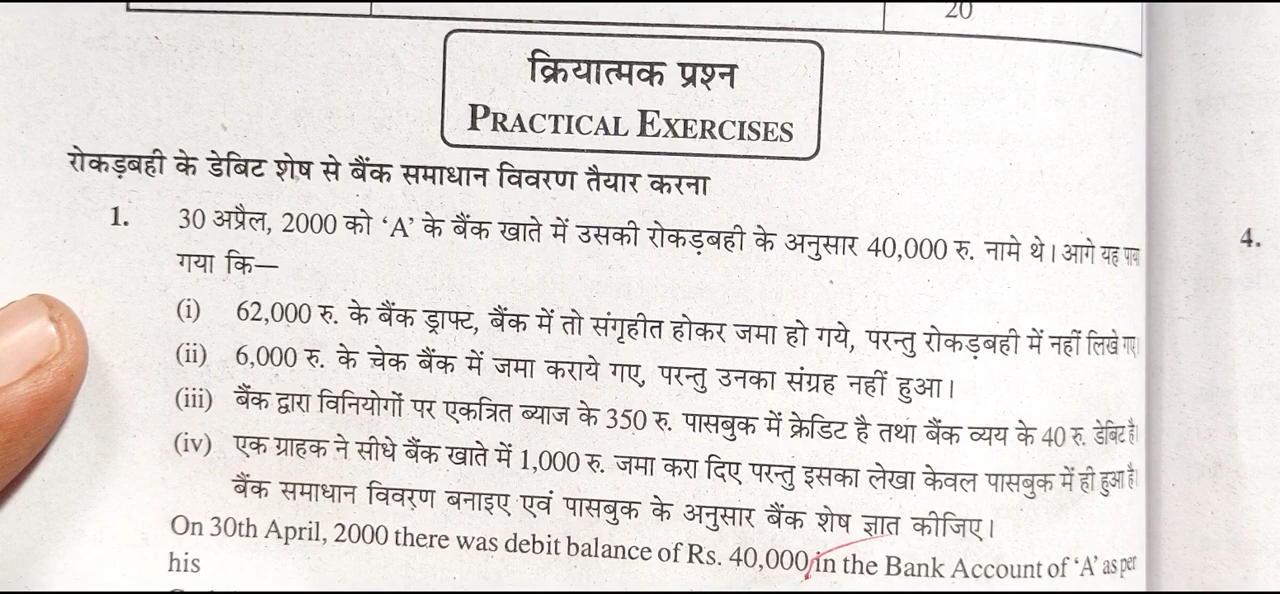 20
क्रियात्मक प्रश्न
PRACTICAL EXERCISES
रोकड़बही के डेबिट शेष से बैंक समाधान विवरण तैयार करना
1. 30 अप्रैल, 2000 को ‘A’ के बैंक खाते में उसकी रोकड़बही के अनुसार 40,000 रु. नामे थे। आगे यह पाया
गया कि—
(i) 62,000 रु. के बैंक ड्राफ्ट, बैंक में तो संगृहीत होकर जमा हो गये, परन्तु रोकड़बही में नहीं लिखे गए।
(ii) 6,000 रु. के चेक बैंक में जमा कराये गए, परन्तु उनका संग्रह नहीं हुआ।
(iii) बैंक द्वारा विनियोगों पर एकत्रित ब्याज के 350 रु. पासबुक में क्रेडिट है तथा बैंक व्यय के 40 रु. डेबिट है।
(iv) एक ग्राहक ने सीधे बैंक खाते में 1,000 रु. जमा करा दिए परन्तु इसका लेखा केवल पासबुक में ही हुआ है।
बैंक समाधान विवरण बनाइए एवं पासबुक के अनुसार बैंक शेष ज्ञात कीजिए।
On 30th April, 2000 there was debit balance of Rs. 40,000 in the Bank Account of ‘A’ as per
his
4.